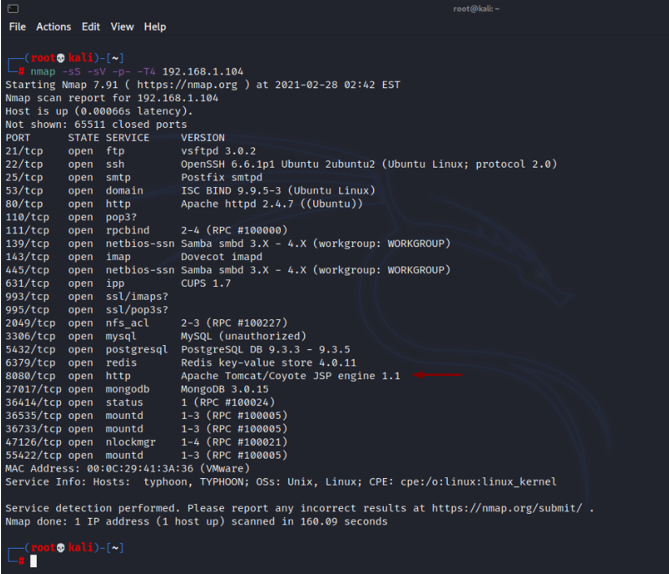 root@kali: ~
File Actions Edit View Help
(root💀kali)-[~]
# nmap -sS -sV -p- -T4 192.168.1.104
Starting Nmap 7.91 ( https://nmap.org ) at 2021-02-28 02:42 EST
Nmap scan report for 192.168.1.104
Host is up (0.00066s latency).
Not shown: 65511 closed ports
PORT STATE SERVICE VERSION
21/tcp open ftp vsftpd 3.0.2
22/tcp open ssh OpenSSH 6.6.1p1 Ubuntu 2ubuntu2 (Ubuntu Linux; protocol 2.0)
25/tcp open smtp Postfix smtpd
53/tcp open domain ISC BIND 9.9.5-3 (Ubuntu Linux)
80/tcp open http Apache httpd 2.4.7 ((Ubuntu))
110/tcp open pop3?
111/tcp open rpcbind 2-4 (RPC #100000)
139/tcp open netbios-ssn Samba smbd 3.X - 4.X (workgroup: WORKGROUP)
143/tcp open imap Dovecot imapd
445/tcp open netbios-ssn Samba smbd 3.X - 4.X (workgroup: WORKGROUP)
631/tcp open ipp CUPS 1.7
993/tcp open ssl/imaps?
995/tcp open ssl/pop3s?
2049/tcp open nfs_acl 2-3 (RPC #100227)
3306/tcp open mysql MySQL (unauthorized)
5432/tcp open postgresql PostgreSQL DB 9.3.3 - 9.3.5
6379/tcp open redis Redis key-value store 4.0.11
8080/tcp open http Apache Tomcat/Coyote JSP engine 1.1
27017/tcp open mongodb MongoDB 3.0.15
36414/tcp open status 1 (RPC #100024)
36535/tcp open mountd 1-3 (RPC #100005)
36733/tcp open mountd 1-3 (RPC #100005)
47126/tcp open nlockmgr 1-4 (RPC #100021)
55422/tcp open mountd 1-3 (RPC #100005)
MAC Address: 00:0C:29:41:3A:36 (VMware)
Service Info: Hosts: typhoon, TYPHOON; OSs: Unix, Linux; CPE: cpe:/o:linux:linux_kernel
Service detection performed. Please report any incorrect results at https://nmap.org/submit/ .
Nmap done: 1 IP address (1 host up) scanned in 160.09 seconds
(root💀kali)-[~]
#